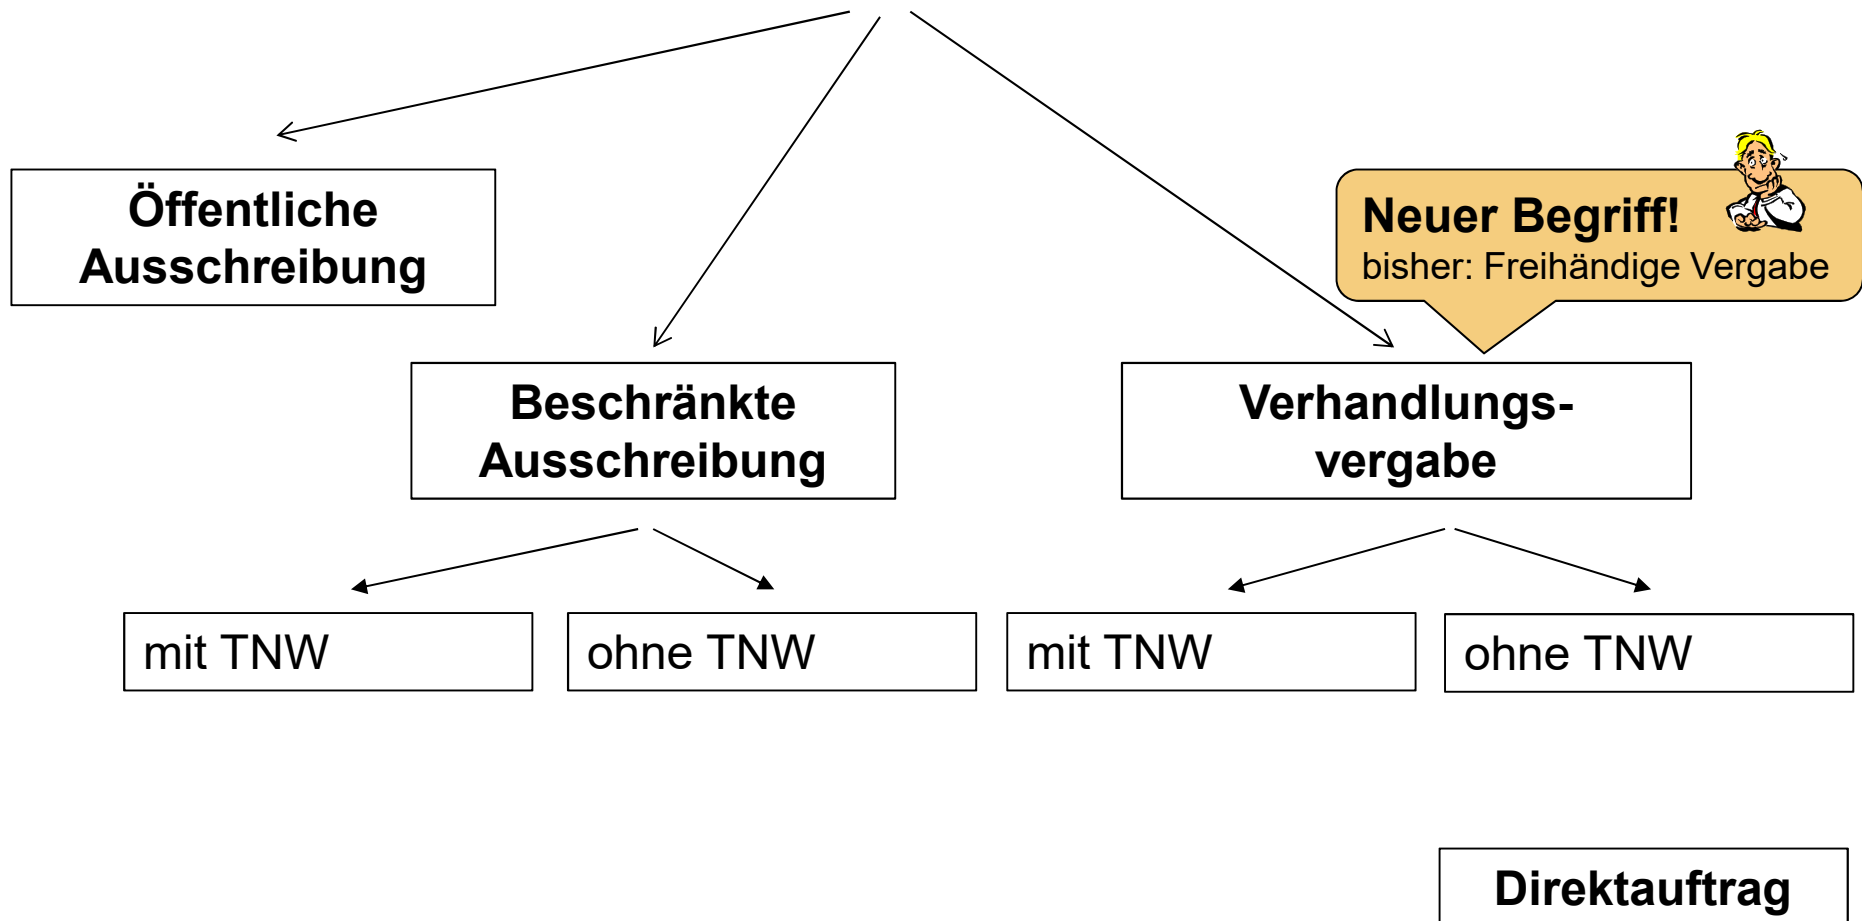 Öffentliche
Ausschreibung
Neuer Begriff!
bisher: Freihändige Vergabe
Beschränkte
Ausschreibung
Verhandlungs-
vergabe
mit TNW
ohne TNW
mit TNW
ohne TNW
Direktauftrag